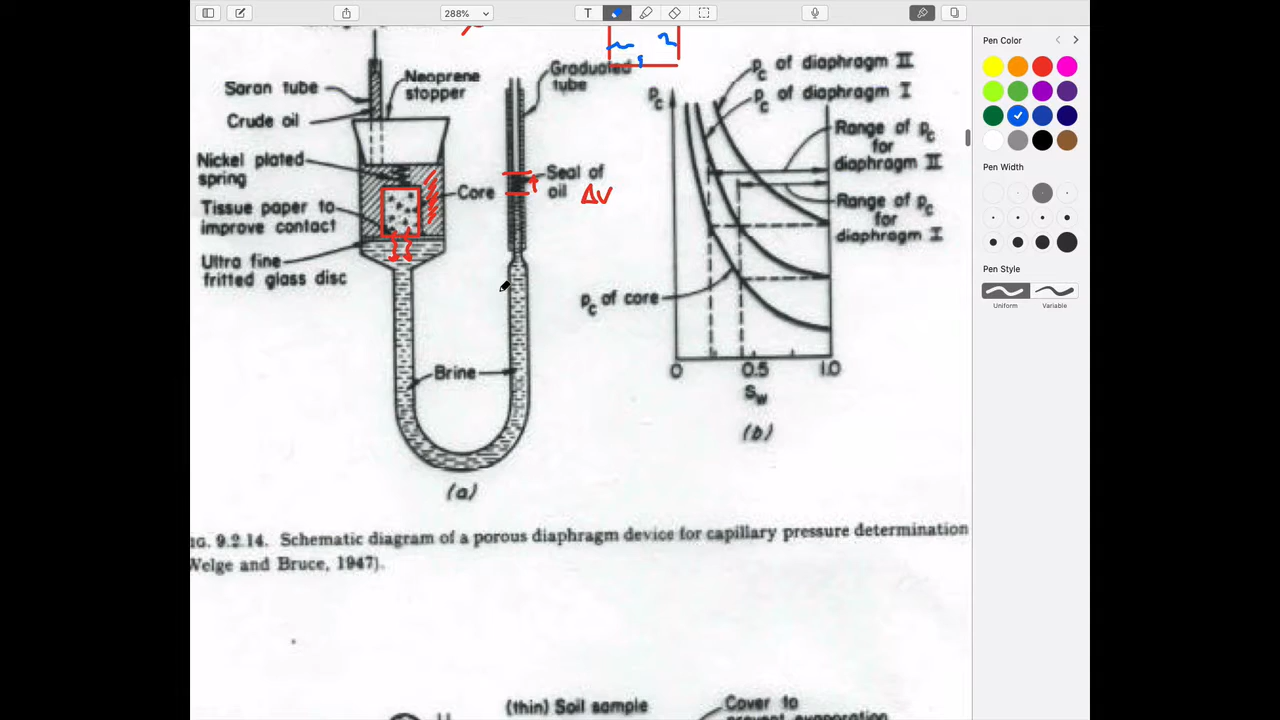 288%
T
Saran tube
Crude oil
Neoprene
stopper
Graduated
tube
Nickel plated
spring
Core
Seal of
oil
ΔV
Tissue paper to
improve contact
Ultra fine
fritted glass disc
Brine
(a)
Pc of diaphragm II
Pc of diaphragm I
Pc
Range of Pc
for
diaphragm II
Range of Pc
for
diaphragm I
Pc of core
0
0.5
1.0
Sw
(b)
G. 9.2.14. Schematic diagram of a porous diaphragm device for capillary pressure determination
Welge and Bruce, 1947).
(thin) Soil sample
Cover to
prevent evaporation
Pen Color
Pen Width
Pen Style
Uniform
Variable